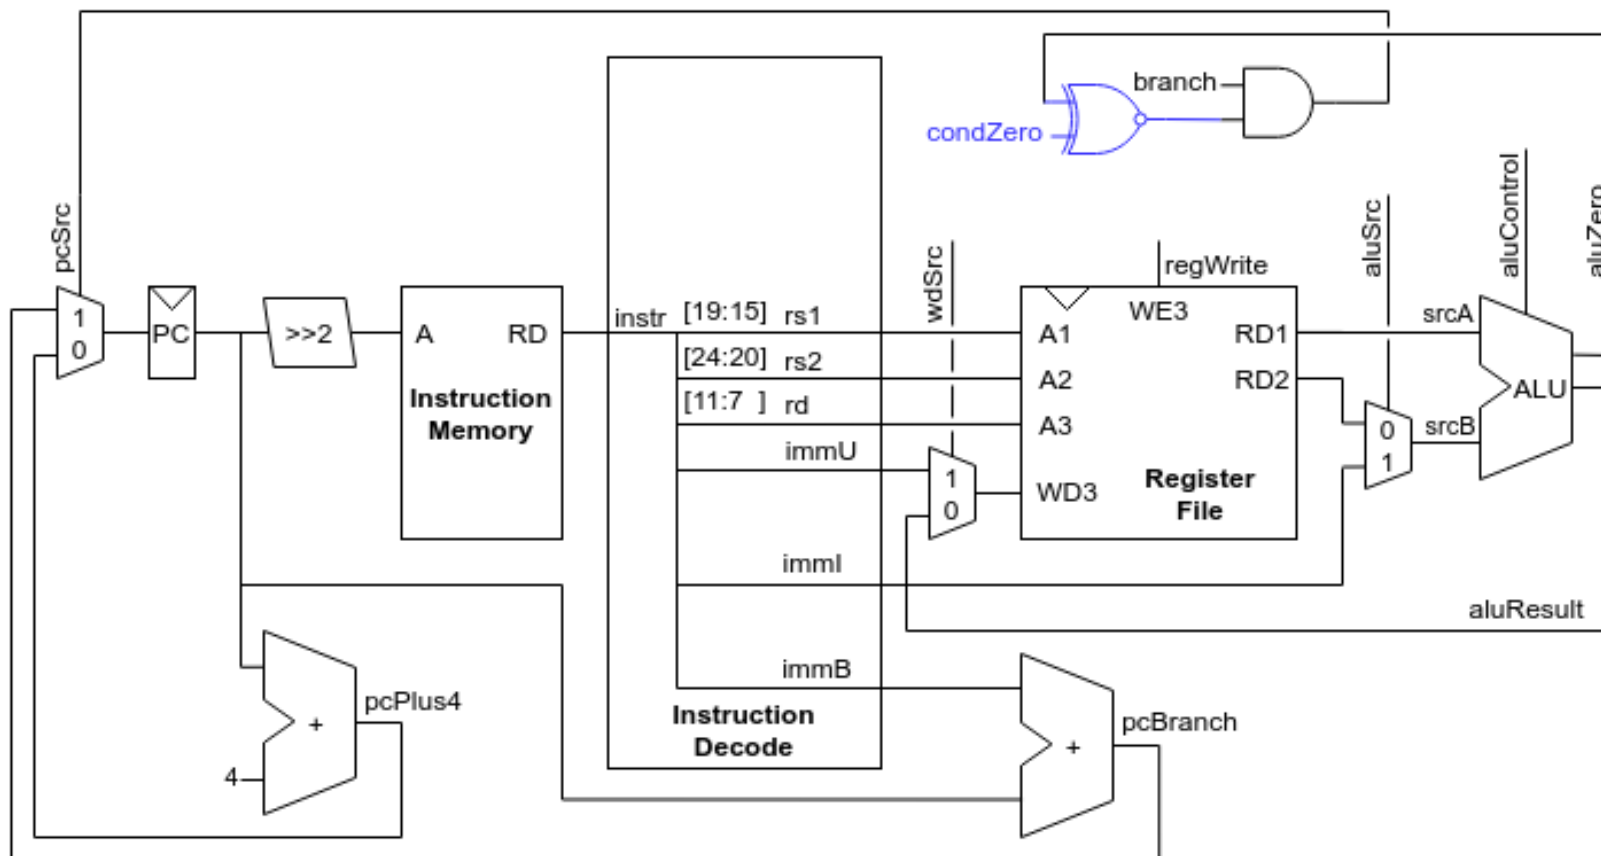 branch
condZero
pcSrc
wdSrc
regWrite
aluSrc
aluControl
aluZero
1
0
PC
>>2
A
RD
Instruction
Memory
instr
[19:15] rs1
[24:20] rs2
[11:7 ] rd
immU
immI
immB
Instruction
Decode
1
0
WE3
A1
A2
A3
WD3
RD1
RD2
Register
File
srcA
srcB
0
1
ALU
aluResult
4
+
pcPlus4
+
pcBranch